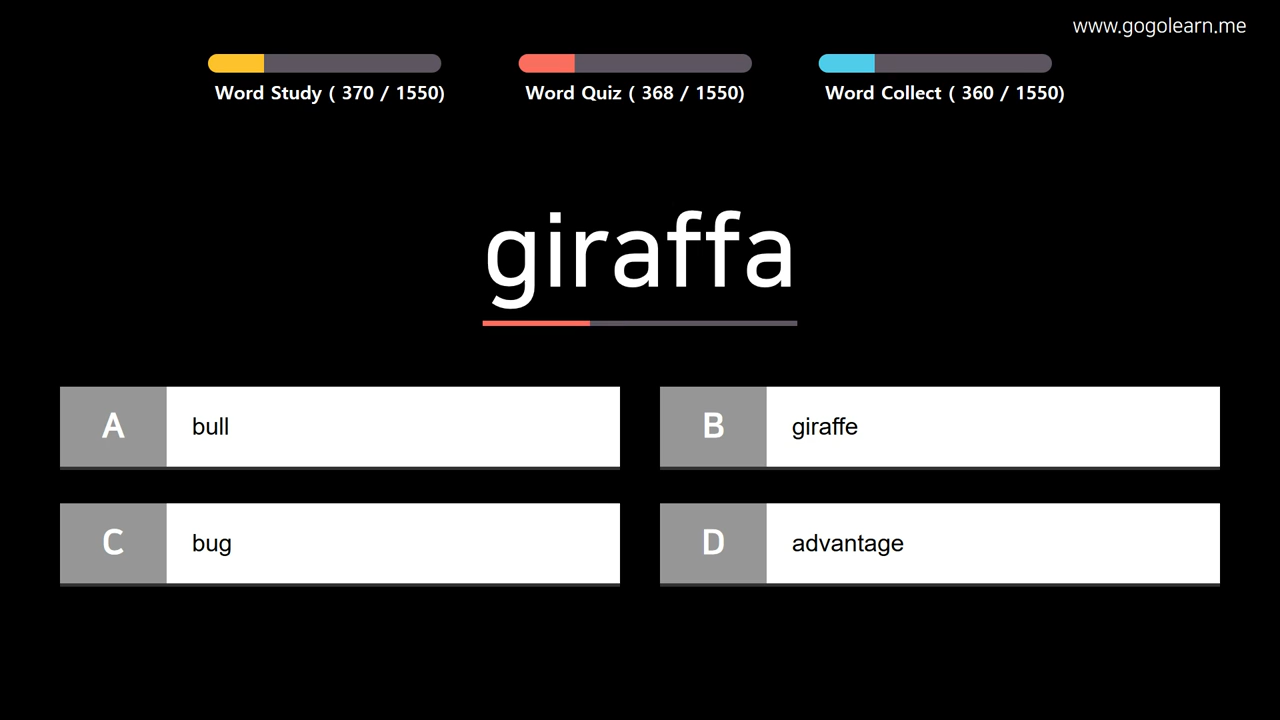 www.gogolearn.me
Word Study ( 370 / 1550)
Word Quiz ( 368 / 1550)
Word Collect ( 360 / 1550)
giraffa
A bull
B giraffe
C bug
D advantage